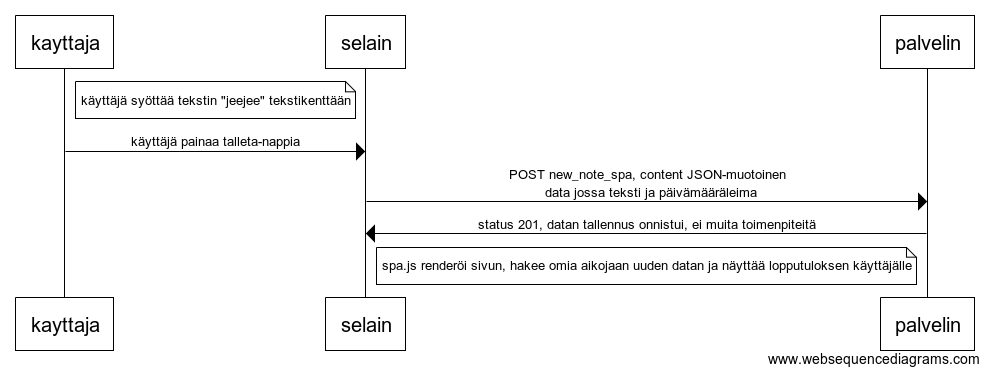 kayttaja
selain
palvelin
käyttäjä syöttää tekstin "jeejee" tekstikenttään
käyttäjä painaa talleta-nappia
POST new_note_spa, content JSON-muotoinen
data jossa teksti ja päivämääräleima
status 201, datan tallennus onnistui, ei muita toimenpiteitä
spa.js renderöi sivun, hakee omia aikojaan uuden datan ja näyttää lopputuloksen käyttäjälle
kayttaja
selain
palvelin
www.websequencediagrams.com